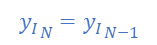 y_{I_N} = y_{I_{N-1}}